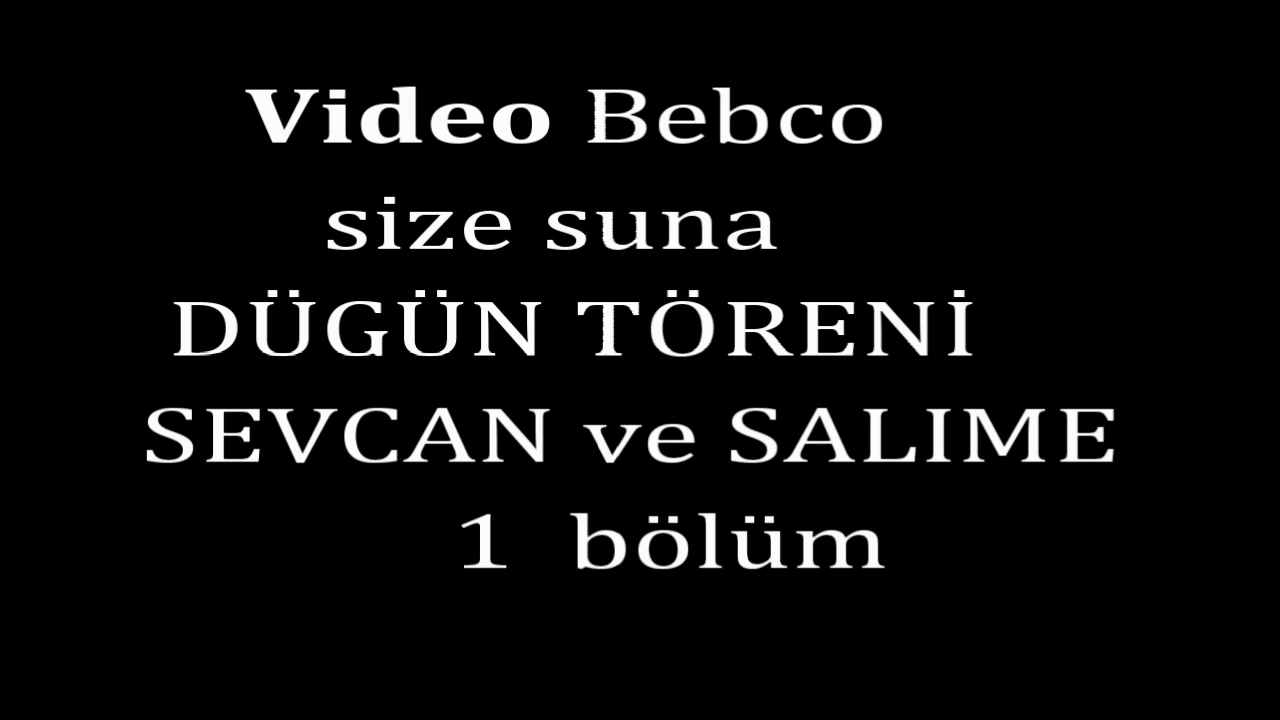 Video Bebco
size suna
DÜGÜN TÖRENİ
SEVCAN ve SALIME
1 bölüm